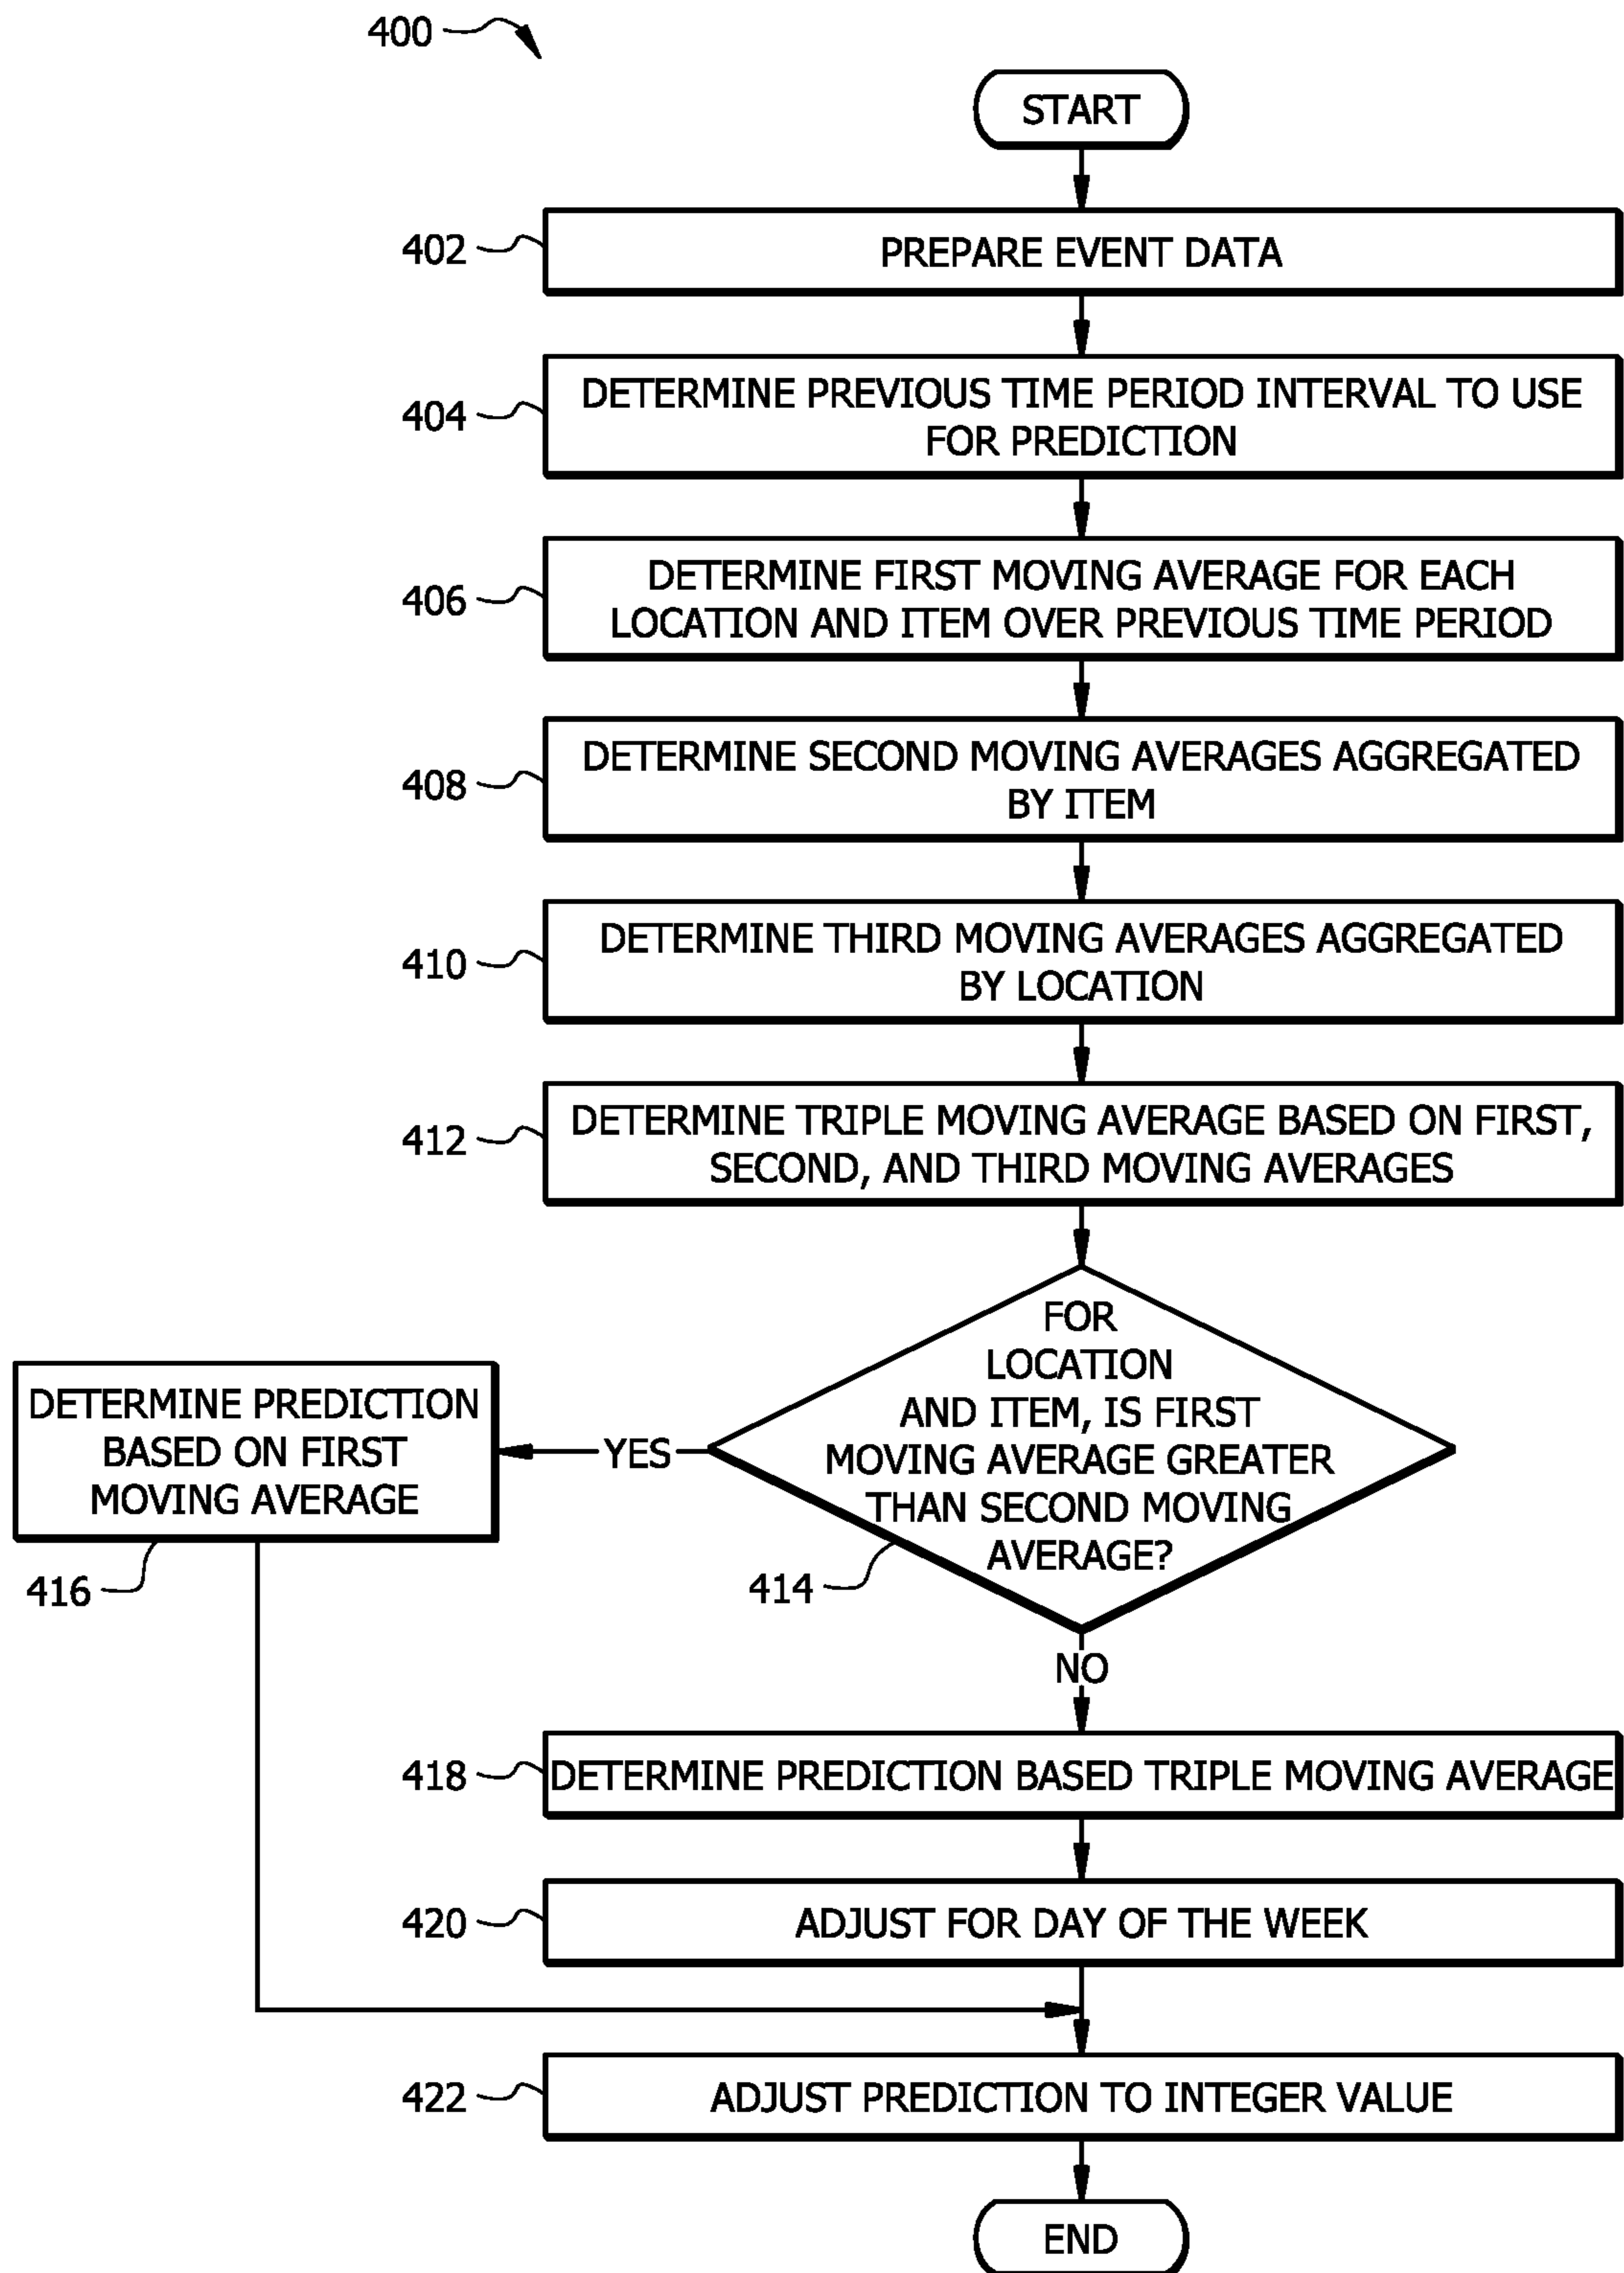 400
START
402
PREPARE EVENT DATA
404
DETERMINE PREVIOUS TIME PERIOD INTERVAL TO USE
FOR PREDICTION
406
DETERMINE FIRST MOVING AVERAGE FOR EACH
LOCATION AND ITEM OVER PREVIOUS TIME PERIOD
408
DETERMINE SECOND MOVING AVERAGES AGGREGATED
BY ITEM
410
DETERMINE THIRD MOVING AVERAGES AGGREGATED
BY LOCATION
412
DETERMINE TRIPLE MOVING AVERAGE BASED ON FIRST,
SECOND, AND THIRD MOVING AVERAGES
FOR
LOCATION
AND ITEM, IS FIRST
MOVING AVERAGE GREATER
THAN SECOND MOVING
AVERAGE?
414
YES
DETERMINE PREDICTION
BASED ON FIRST
MOVING AVERAGE
416
NO
418
DETERMINE PREDICTION BASED TRIPLE MOVING AVERAGE
420
ADJUST FOR DAY OF THE WEEK
422
ADJUST PREDICTION TO INTEGER VALUE
END